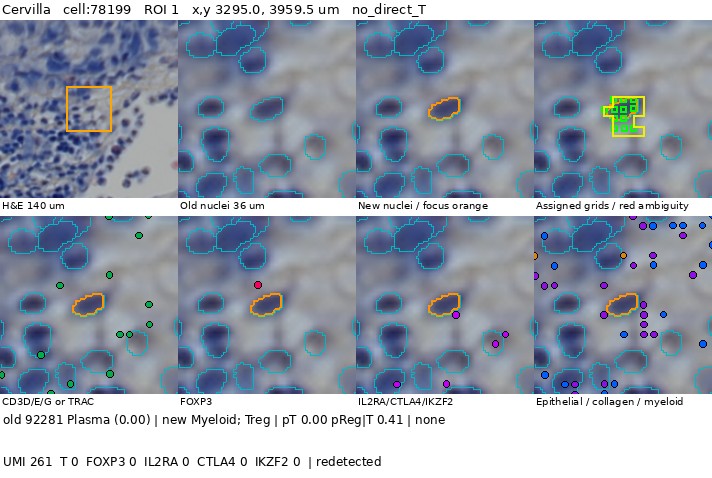 Cervilla cell:78199 ROI 1 x,y 3295.0, 3959.5 um no_direct_T
H&E 140 um
Old nuclei 36 um
New nuclei / focus orange
Assigned grids / red ambiguity
CD3D/E/G or TRAC
FOXP3
IL2RA/CTLA4/IKZF2
Epithelial / collagen / myeloid
old 92281 Plasma (0.00) | new Myeloid; Treg | pT 0.00 pReg|T 0.41 | none
UMI 261 T 0 FOXP3 0 IL2RA 0 CTLA4 0 IKZF2 0 | redetected